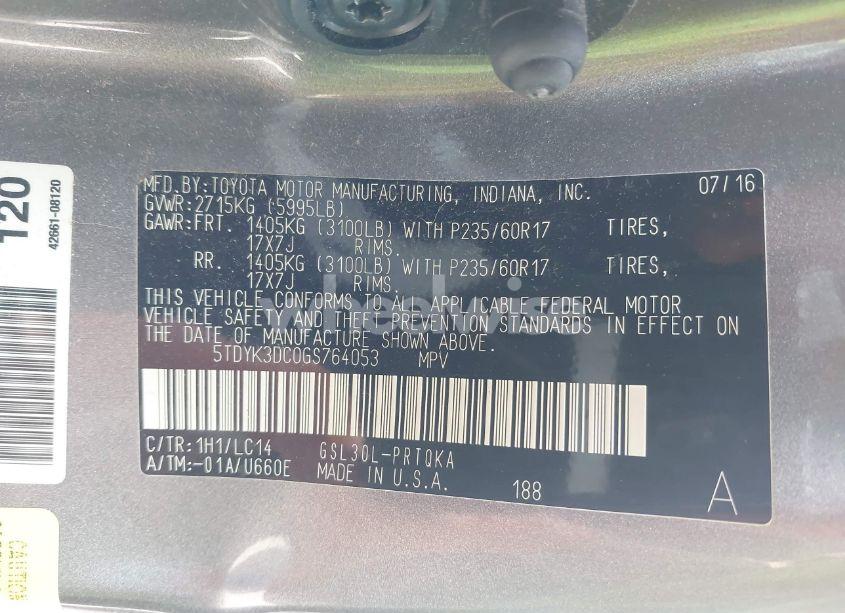 120
42661-08120
MFD.BY:TOYOTA MOTOR MANUFACTURING, INDIANA, INC. 07/16
GVWR:2715KG (5995LB)
GAWR:FRT. 1405KG (3100LB) WITH P235/60R17 TIRES,
17X7J RIMS.
RR. 1405KG (3100LB) WITH P235/60R17 TIRES,
17X7J RIMS.
THIS VEHICLE CONFORMS TO ALL APPLICABLE FEDERAL MOTOR
VEHICLE SAFETY AND THEFT PREVENTION STANDARDS IN EFFECT ON
THE DATE OF MANUFACTURE SHOWN ABOVE.
5TDYK3DC0GS764053 MPV
C/TR:1H1/LC14 GSL30L-PRTQKA
A/TM:-01A/U660E MADE IN U.S.A.
188 A
CAUTION